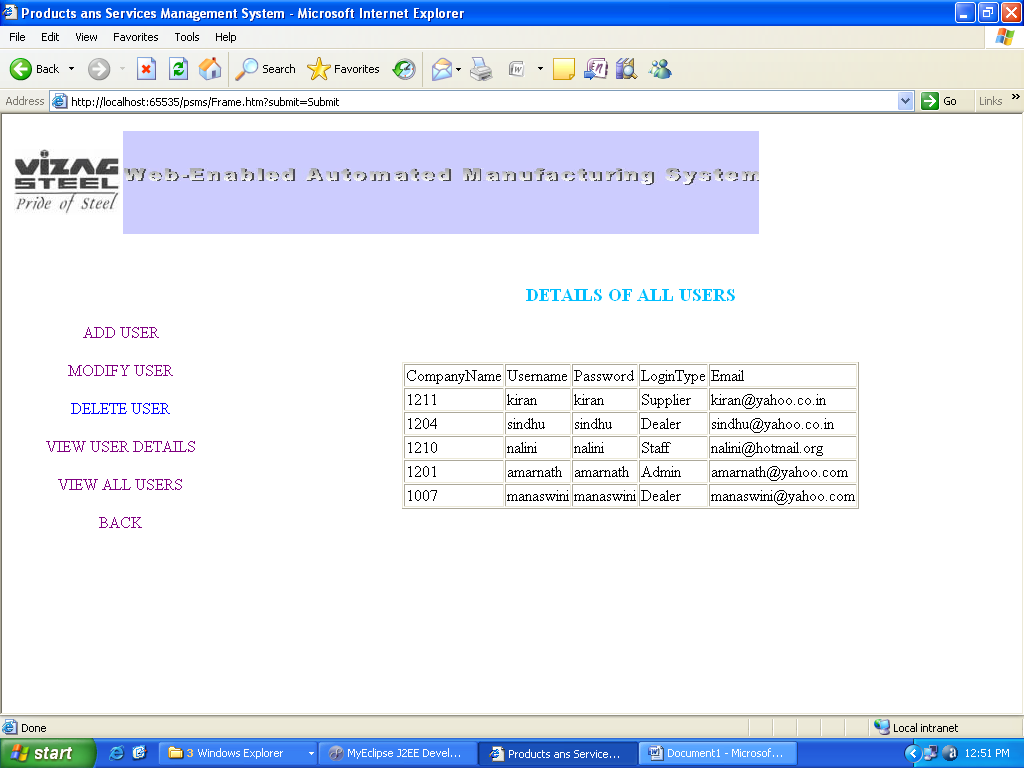 Products ans Services Management System - Microsoft Internet Explorer
File Edit View Favorites Tools Help
Back Search Favorites
Address http://localhost:65535/psms/Frame.htm?submit=Submit Go Links »
VIZAG
STEEL
Pride of Steel
Web-Enabled Automated Manufacturing System
DETAILS OF ALL USERS
ADD USER
MODIFY USER
DELETE USER
VIEW USER DETAILS
VIEW ALL USERS
BACK
CompanyName Username Password LoginType Email
1211 kiran kiran Supplier kiran@yahoo.co.in
1204 sindhu sindhu Dealer sindhu@yahoo.co.in
1210 nalini nalini Staff nalini@hotmail.org
1201 amarnath amarnath Admin amarnath@yahoo.com
1007 manaswini manaswini Dealer manaswini@yahoo.com
Done Local intranet
start 3 Windows Explorer MyEclipse J2EE Devel... Products ans Service... Document1 - Microsof... 12:51 PM